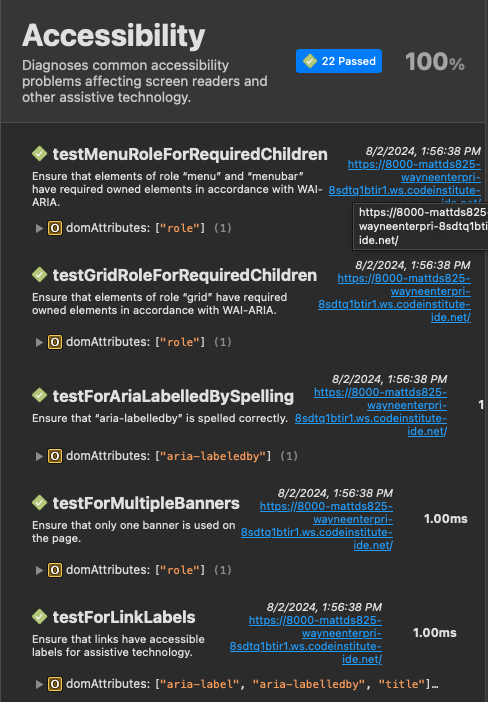 Accessibility
Diagnoses common accessibility
problems affecting screen readers and
other assistive technology.
22 Passed
100%
testMenuRoleForRequiredChildren
Ensure that elements of role “menu” and “menubar”
have required owned elements in accordance with WAI-
ARIA.
8/2/2024, 1:56:38 PM
https://8000-mattds825-
wayneenterpri-
8sdtq1btir1.ws.codeinstitute-
domAttributes: ["role"] (1)
https://8000-mattds825-
wayneenterpri-8sdtq1bti
ide.net/
testGridRoleForRequiredChildren
Ensure that elements of role “grid” have required
owned elements in accordance with WAI-ARIA.
8/2/2024, 1:56:38 PM
https://8000-mattds825-
wayneenterpri-
8sdtq1btir1.ws.codeinstitute-
ide.net/
domAttributes: ["role"] (1)
testForAriaLabelledBySpelling
Ensure that “aria-labelledby” is spelled correctly.
8/2/2024, 1:56:38 PM
https://8000-mattds825-
wayneenterpri-
8sdtq1btir1.ws.codeinstitute-
ide.net/
1
domAttributes: ["aria-labeledby"] (1)
testForMultipleBanners
Ensure that only one banner is used on
the page.
8/2/2024, 1:56:38 PM
https://8000-mattds825-
wayneenterpri-
8sdtq1btir1.ws.codeinstitute-
ide.net/
1.00ms
domAttributes: ["role"] (1)
testForLinkLabels
Ensure that links have accessible
labels for assistive technology.
8/2/2024, 1:56:38 PM
https://8000-mattds825-
wayneenterpri-
8sdtq1btir1.ws.codeinstitute-
ide.net/
1.00ms
domAttributes: ["aria-label", "aria-labelledby", "title"]…